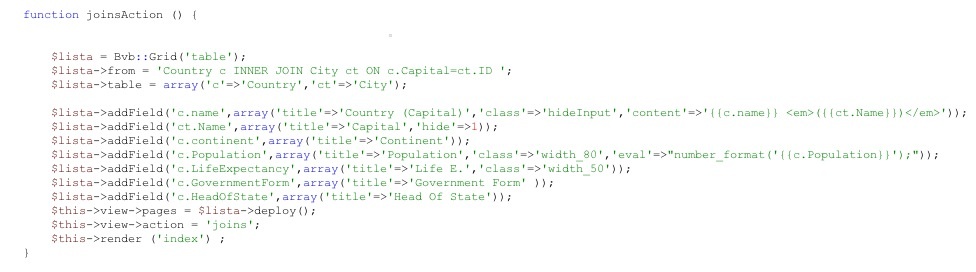 function joinsAction () {
$lista = Bvb::Grid('table');
$lista->from = 'Country c INNER JOIN City ct ON c.Capital=ct.ID ';
$lista->table = array('c'=>'Country','ct'=>'City');
$lista->addField('c.name',array('title'=>'Country (Capital)','class'=>'hideInput','content'=>'{{c.name}} <em>({{ct.Name}})</em>'));
$lista->addField('ct.Name',array('title'=>'Capital','hide'=>1));
$lista->addField('c.continent',array('title'=>'Continent'));
$lista->addField('c.Population',array('title'=>'Population','class'=>'width_80','eval'=>"number_format('{{c.Population}}');"));
$lista->addField('c.LifeExpectancy',array('title'=>'Life E.','class'=>'width_50'));
$lista->addField('c.GovernmentForm',array('title'=>'Government Form' ));
$lista->addField('c.HeadOfState',array('title'=>'Head Of State'));
$this->view->pages = $lista->deploy();
$this->view->action = 'joins';
$this->render ('index') ;
}